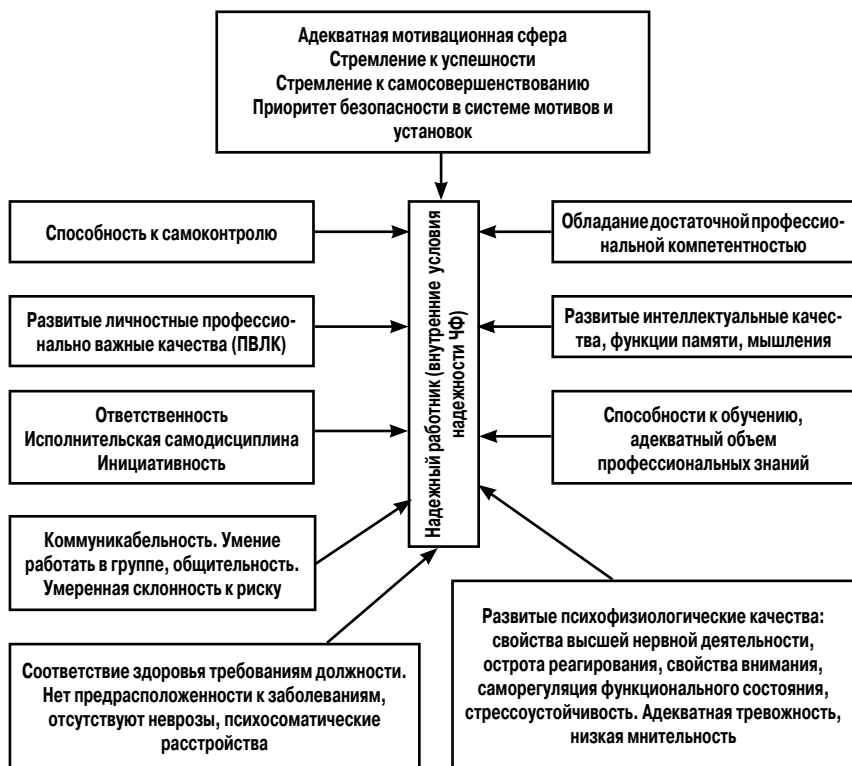 Адекватная мотивационная сфера
Стремление к успешности
Стремление к самосовершенствованию
Приоритет безопасности в системе мотивов и
установок
Способность к самоконтролю
Развитые личностные профессио-
нально важные качества (ПВЛК)
Ответственность
Исполнительская самодисциплина
Инициативность
Коммуникабельность. Умение
работать в группе, общительность.
Умеренная склонность к риску
Соответствие здоровья требованиям должности.
Нет предрасположенности к заболеваниям,
отсутствуют неврозы, психосоматические
расстройства
Надежный работник (внутренние условия
надежности ЧФ)
Обладание достаточной профессио-
нальной компетентностью
Развитые интеллектуальные качес-
тва, функции памяти, мышления
Способности к обучению,
адекватный объем
профессиональных знаний
Развитые психофизиологические качества:
свойства высшей нервной деятельности,
острота реагирования, свойства внимания,
саморегуляция функционального состояния,
стрессоустойчивость. Адекватная тревожность,
низкая мнительность